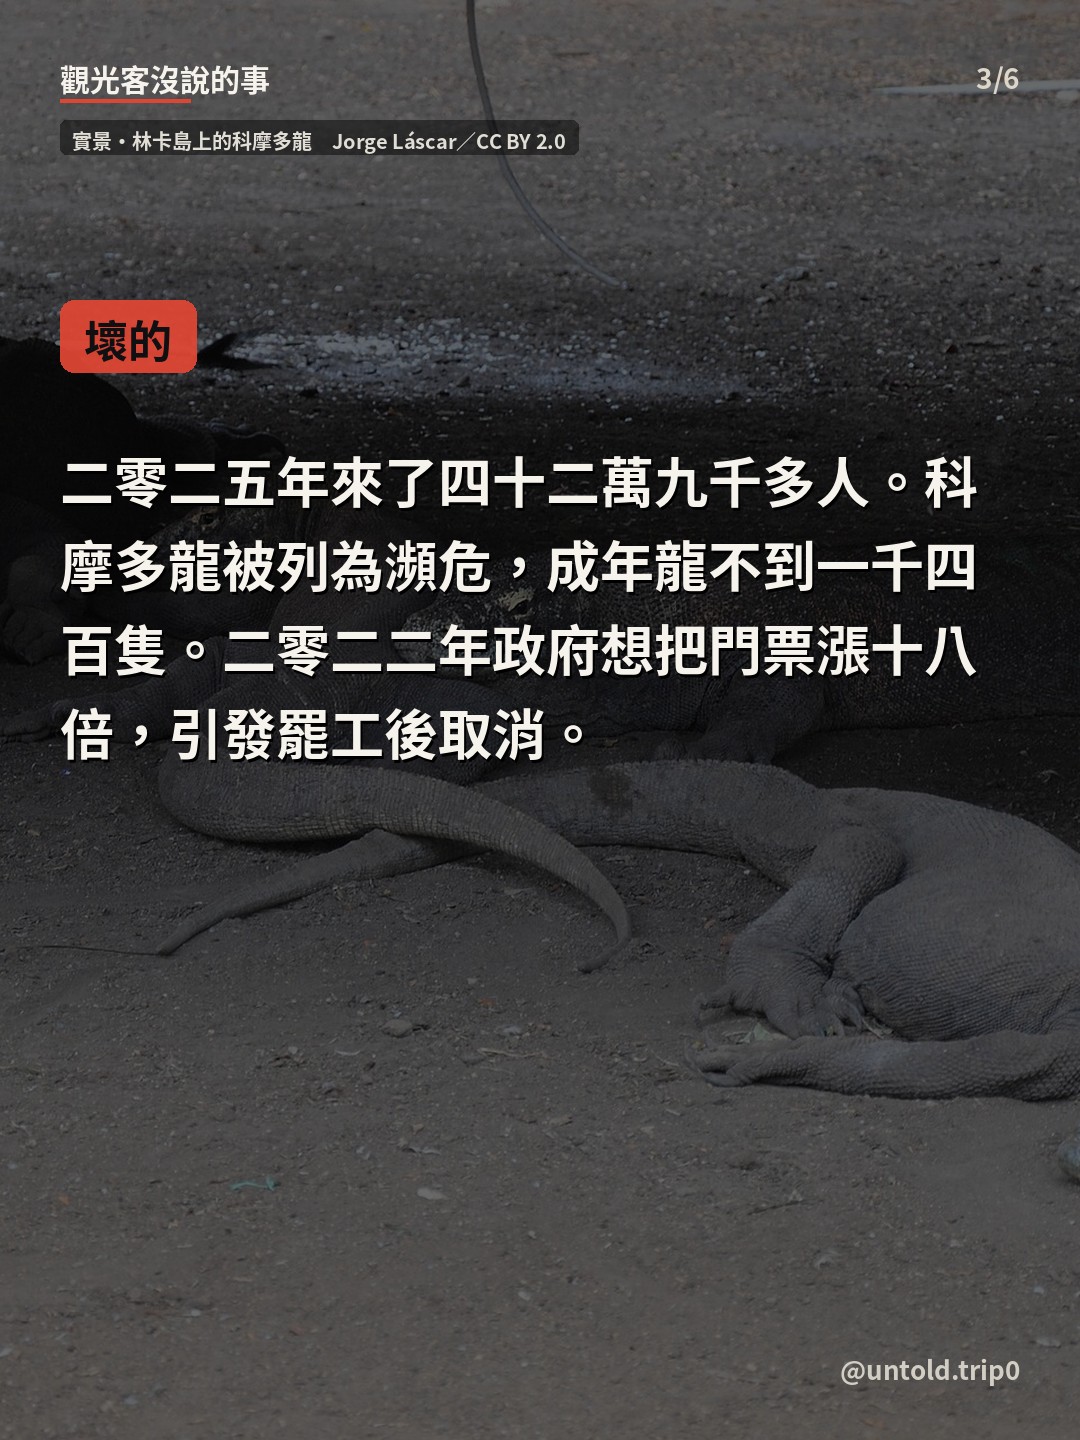 觀光客沒說的事
3/6
實景・林卡島上的科摩多龍　Jorge Láscar／CC BY 2.0
壞的
二零二五年來了四十二萬九千多人。科
摩多龍被列為瀕危，成年龍不到一千四
百隻。二零二二年政府想把門票漲十八
倍，引發罷工後取消。
@untold.trip0